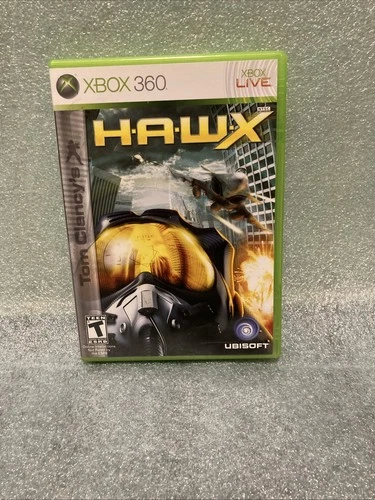 XBOX 360
XBOX
LIVE
H·A·W·X
Tom Clancy's
TEEN
T
ESRB
UBISOFT